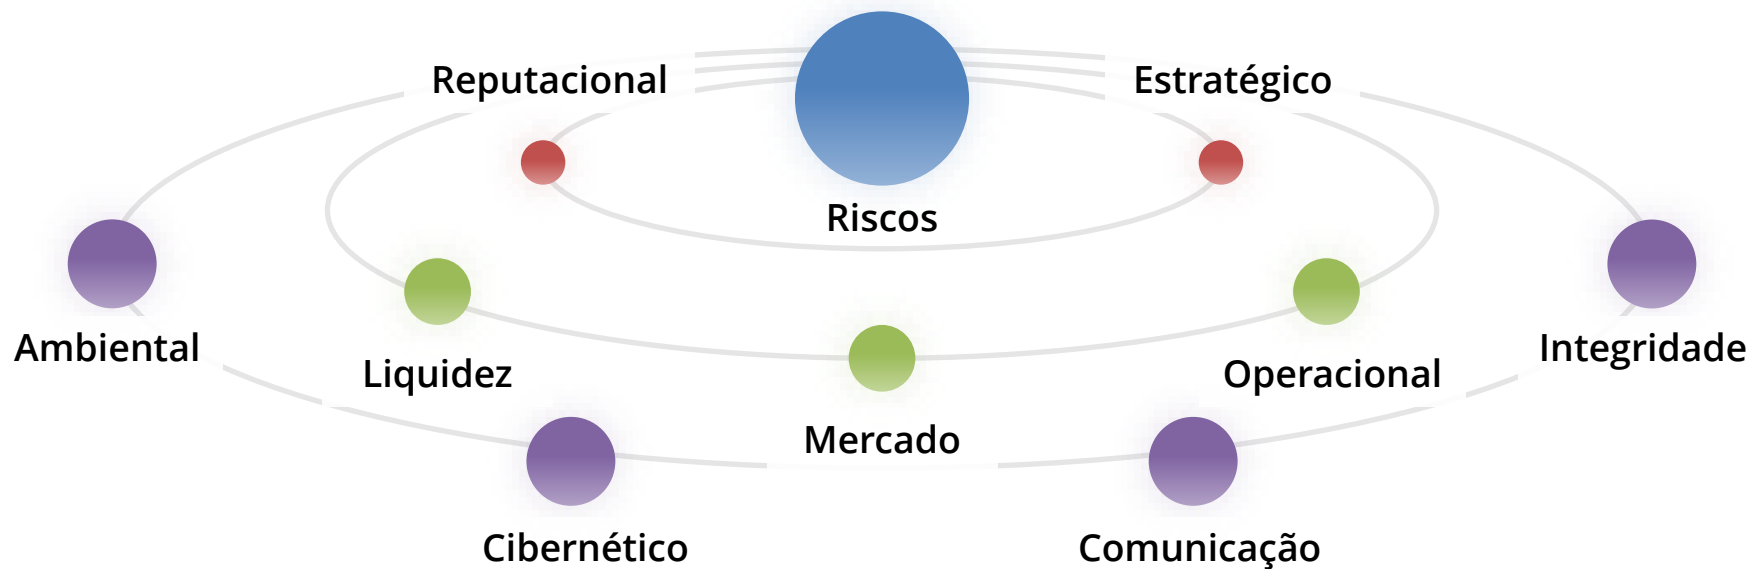 Reputacional
Estratégico
Riscos
Ambiental
Integridade
Liquidez
Operacional
Mercado
Cibernético
Comunicação